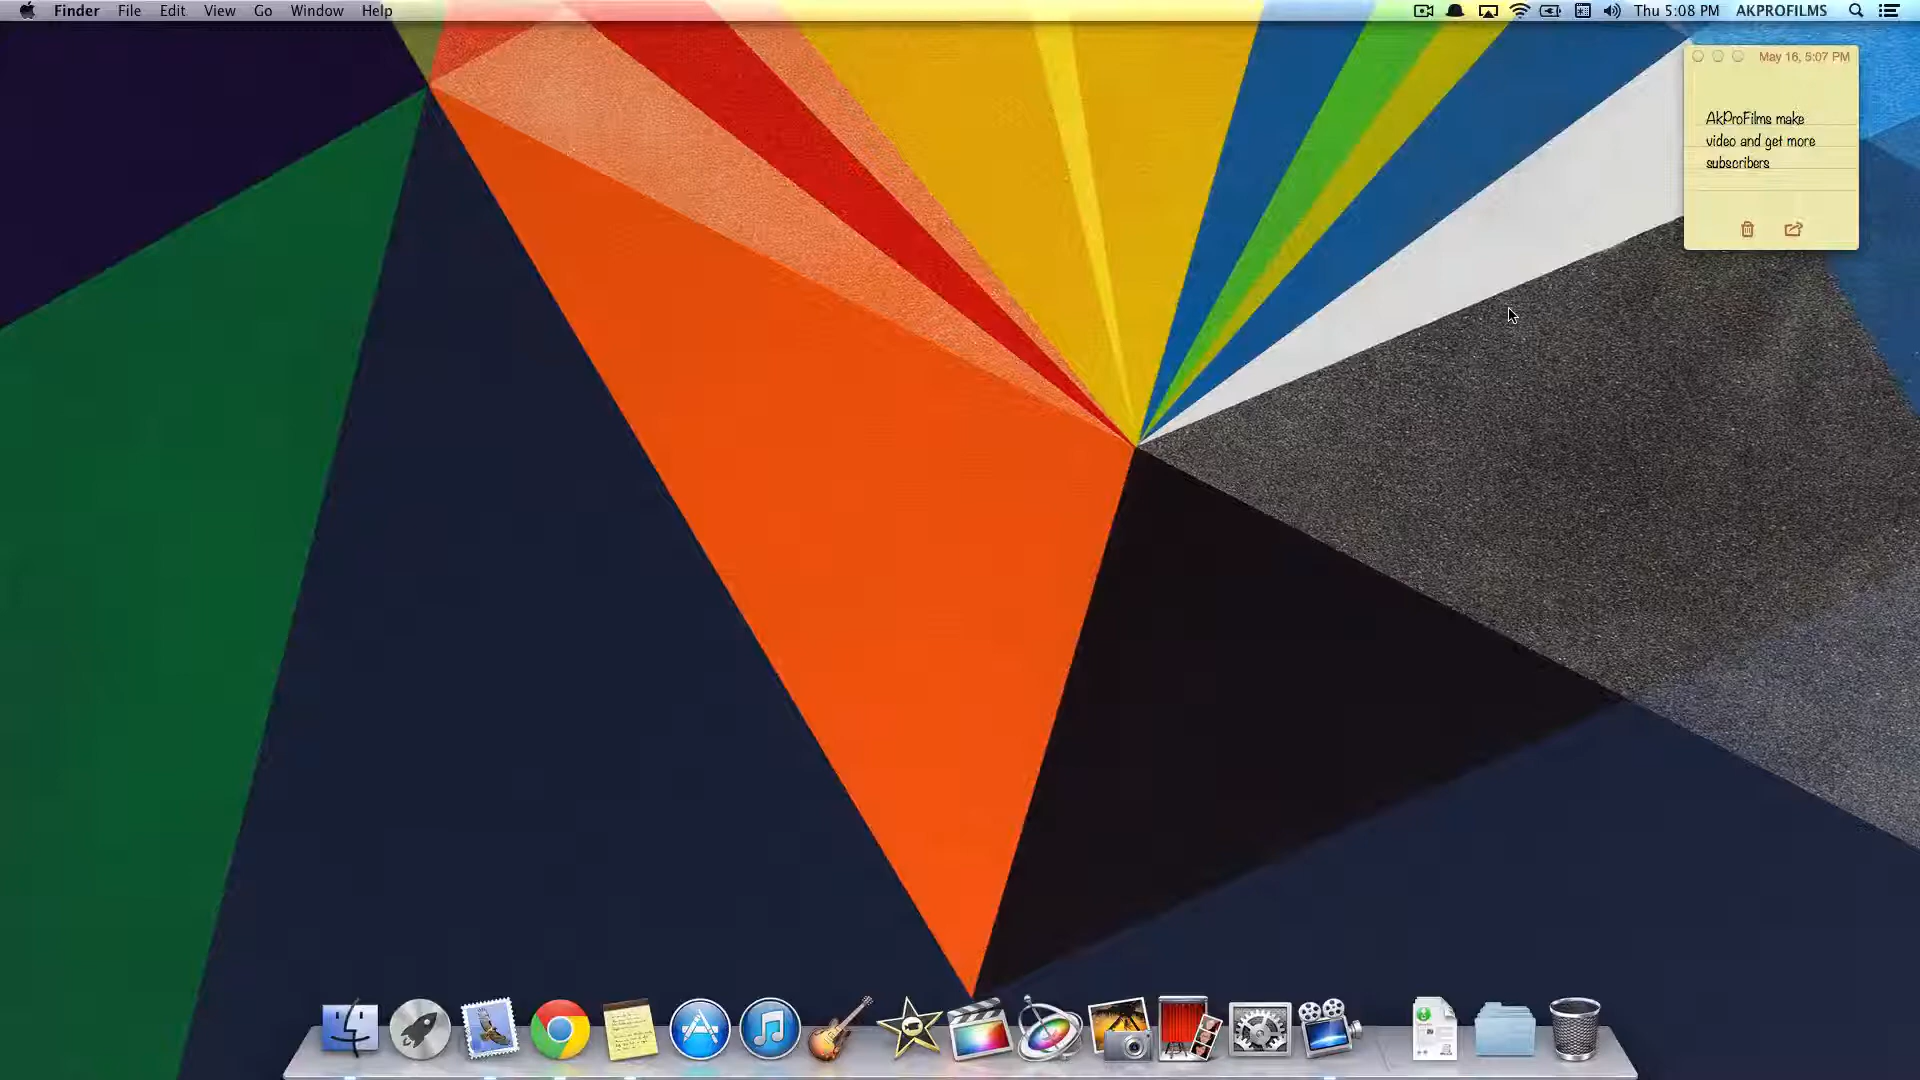 Finder File Edit View Go Window Help
Thu 5:08 PM AKPROFILMS
May 16, 5:07 PM
AkProFilms make
video and get more
subscribers